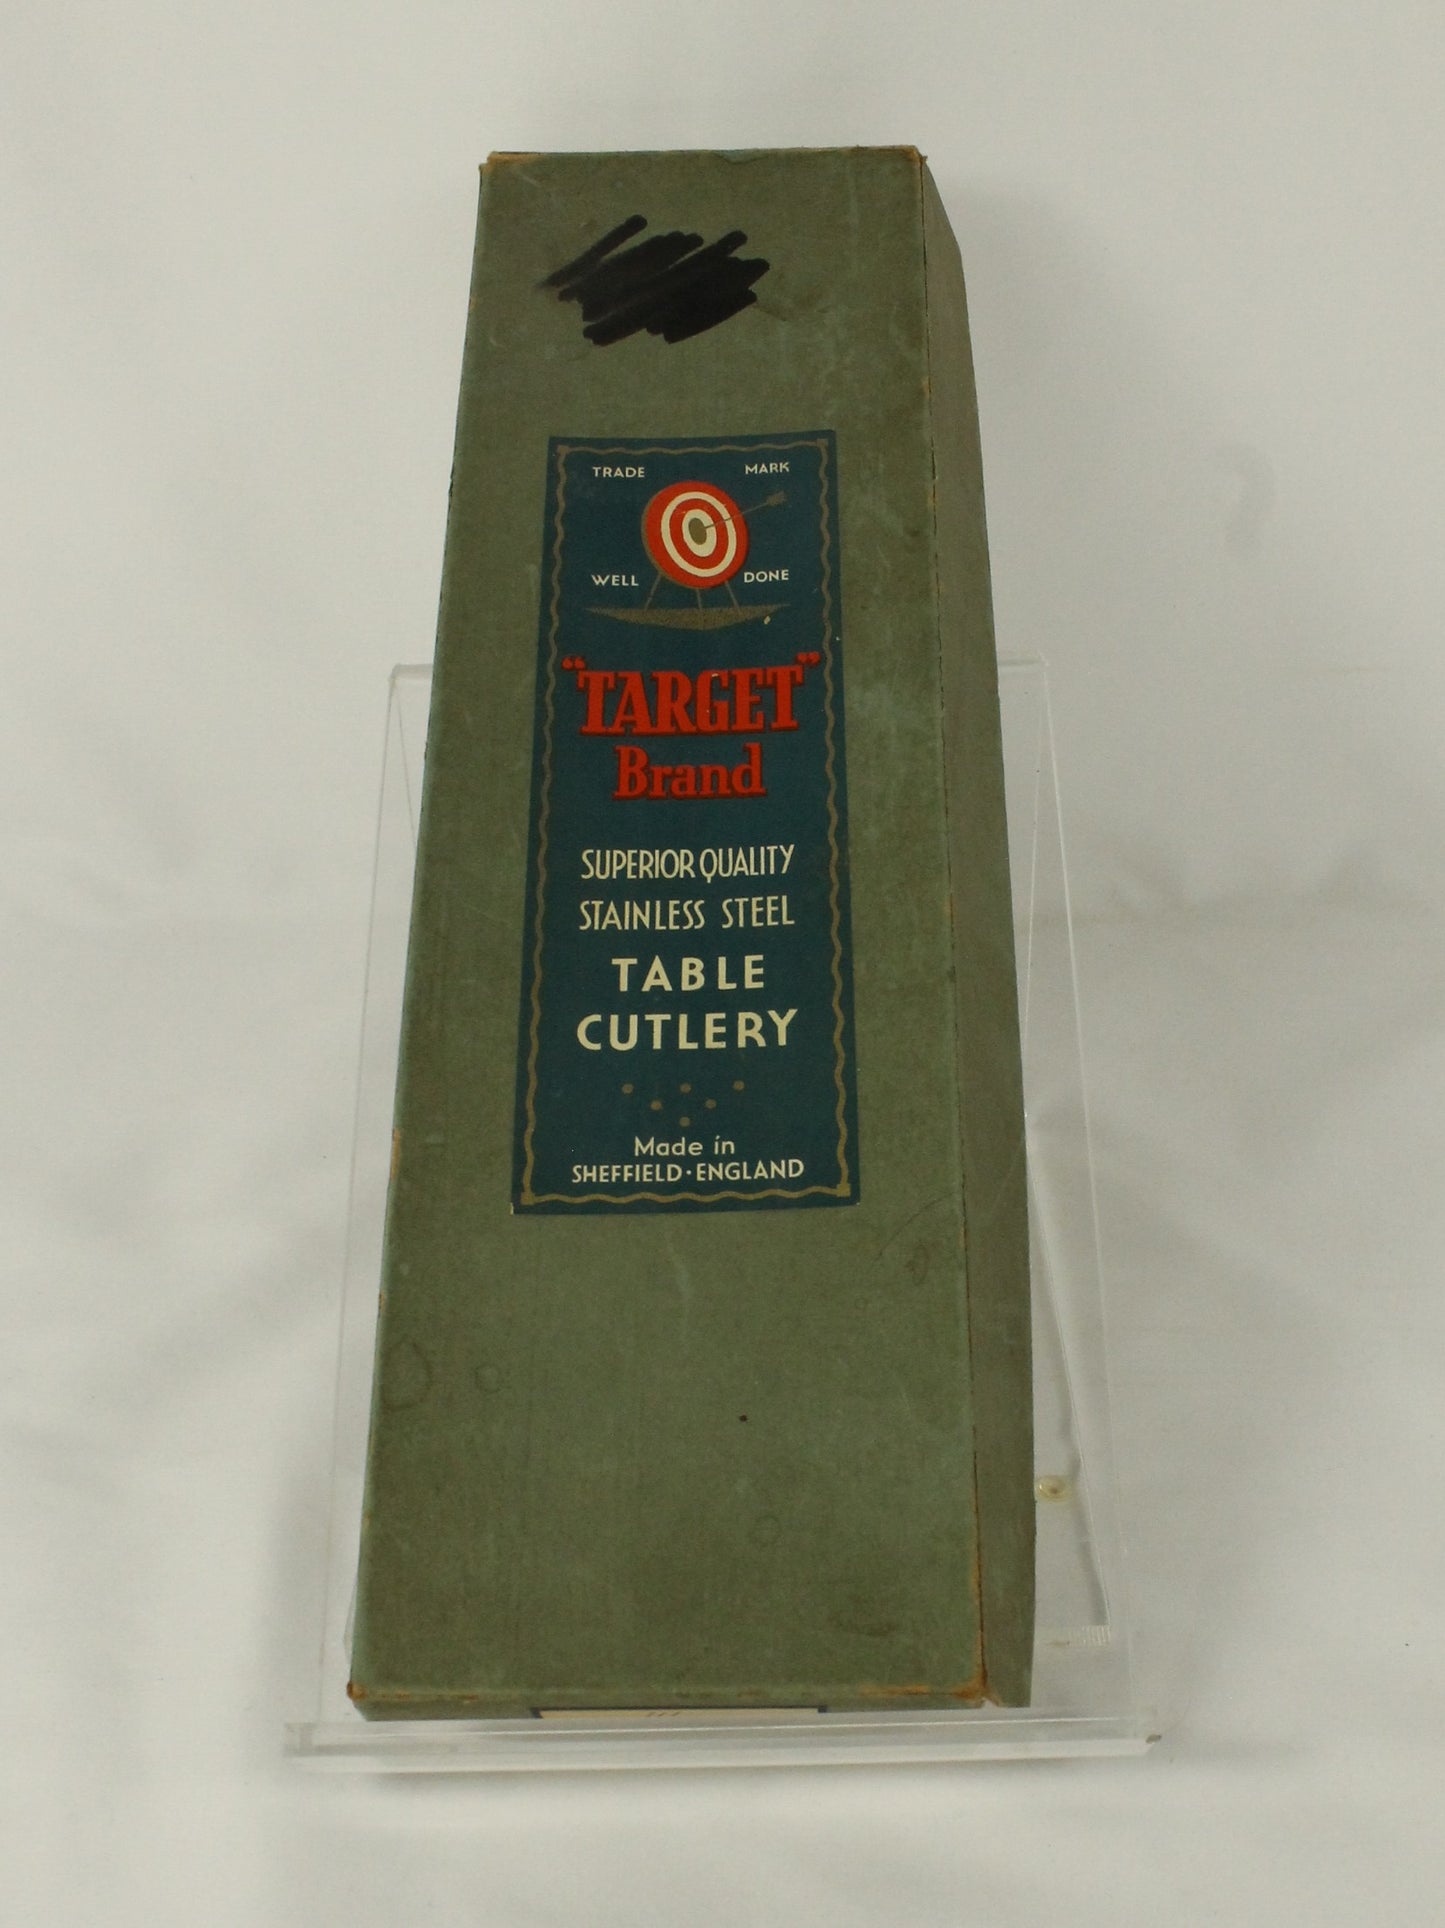 TRADE MARK
WELL DONE
"TARGET"
Brand
SUPERIOR QUALITY
STAINLESS STEEL
TABLE
CUTLERY
Made in
SHEFFIELD · ENGLAND